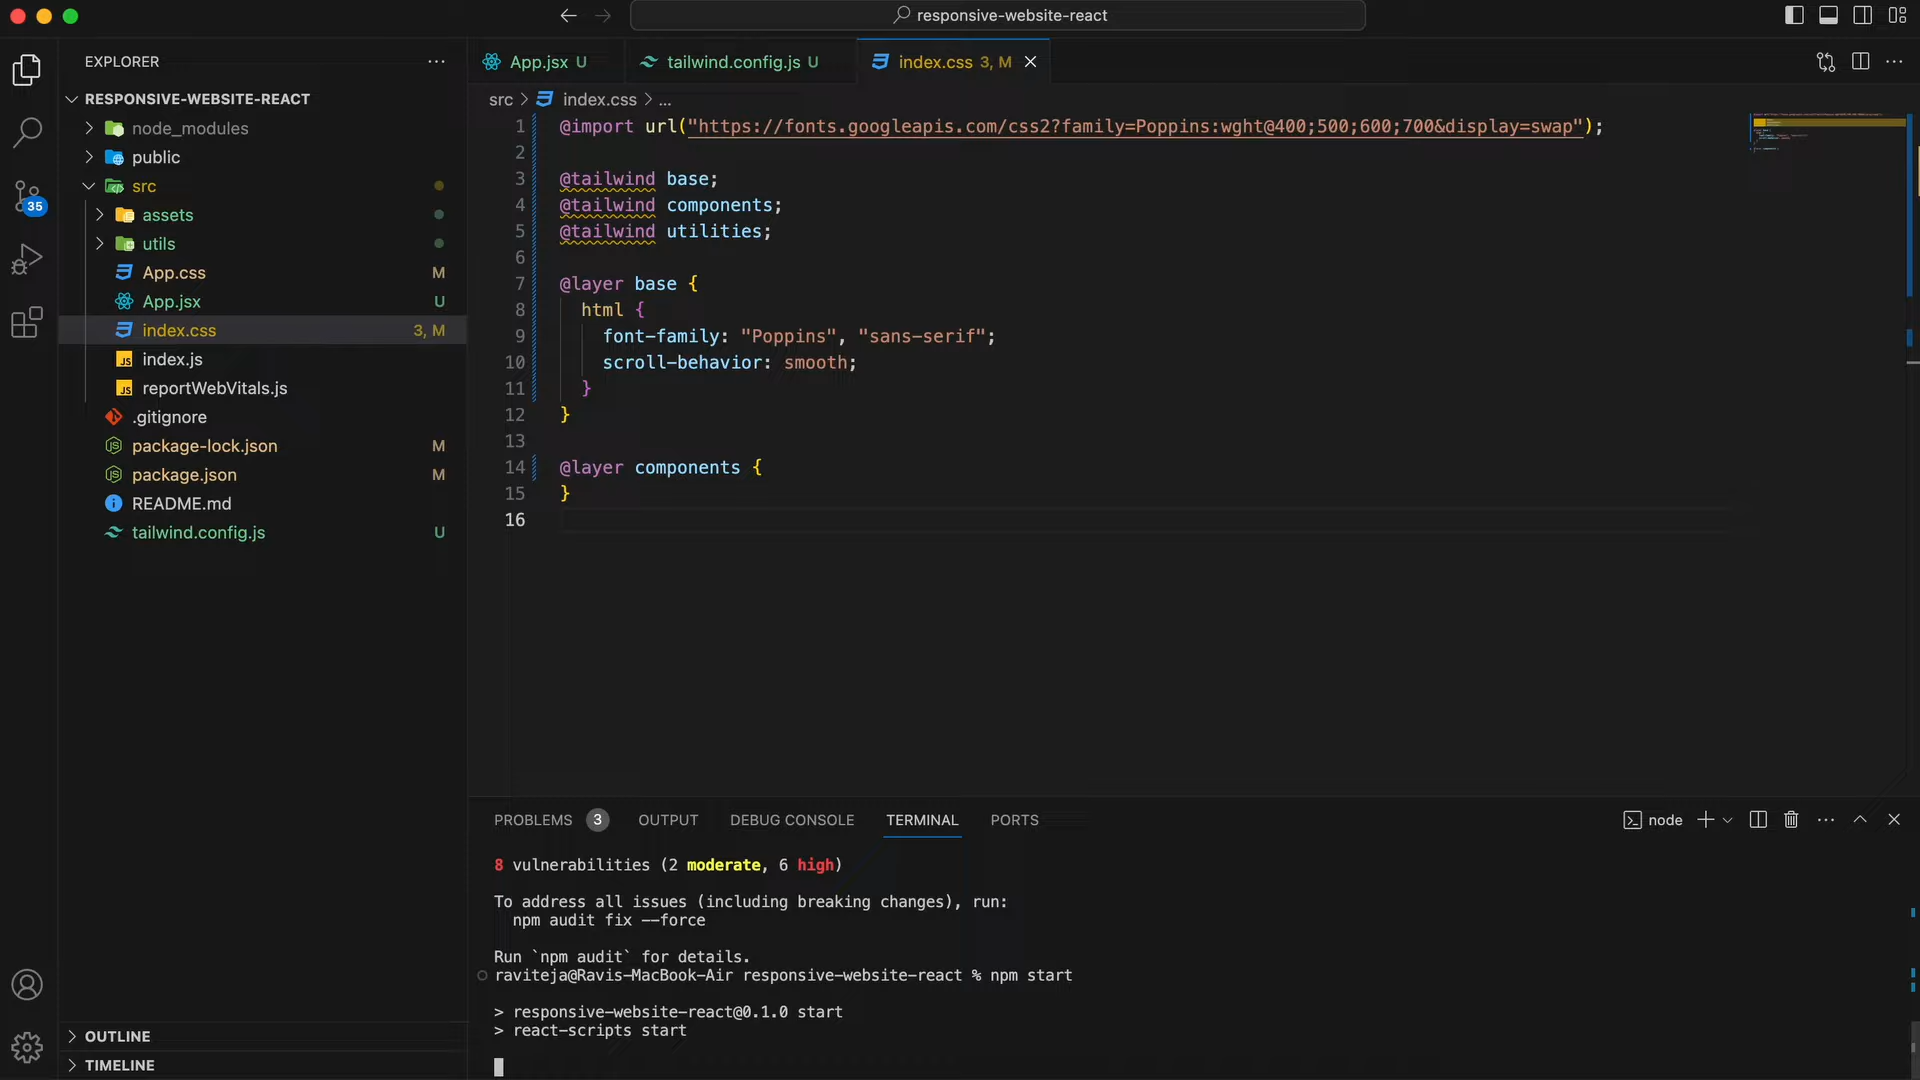 responsive-website-react
EXPLORER
RESPONSIVE-WEBSITE-REACT
node_modules
public
src
assets
utils
App.css M
App.jsx U
index.css 3, M
index.js
reportWebVitals.js
.gitignore
package-lock.json M
package.json M
README.md
tailwind.config.js U
OUTLINE
TIMELINE
35
App.jsx U
tailwind.config.js U
index.css 3, M
src > index.css > ...
1 @import url("https://fonts.googleapis.com/css2?family=Poppins:wght@400;500;600;700&display=swap");
2
3 @tailwind base;
4 @tailwind components;
5 @tailwind utilities;
6
7 @layer base {
8 html {
9 font-family: "Poppins", "sans-serif";
10 scroll-behavior: smooth;
11 }
12 }
13
14 @layer components {
15 }
16
PROBLEMS 3 OUTPUT DEBUG CONSOLE TERMINAL PORTS
node
8 vulnerabilities (2 moderate, 6 high)
To address all issues (including breaking changes), run:
npm audit fix --force
Run `npm audit` for details.
raviteja@Ravis-MacBook-Air responsive-website-react % npm start
> responsive-website-react@0.1.0 start
> react-scripts start